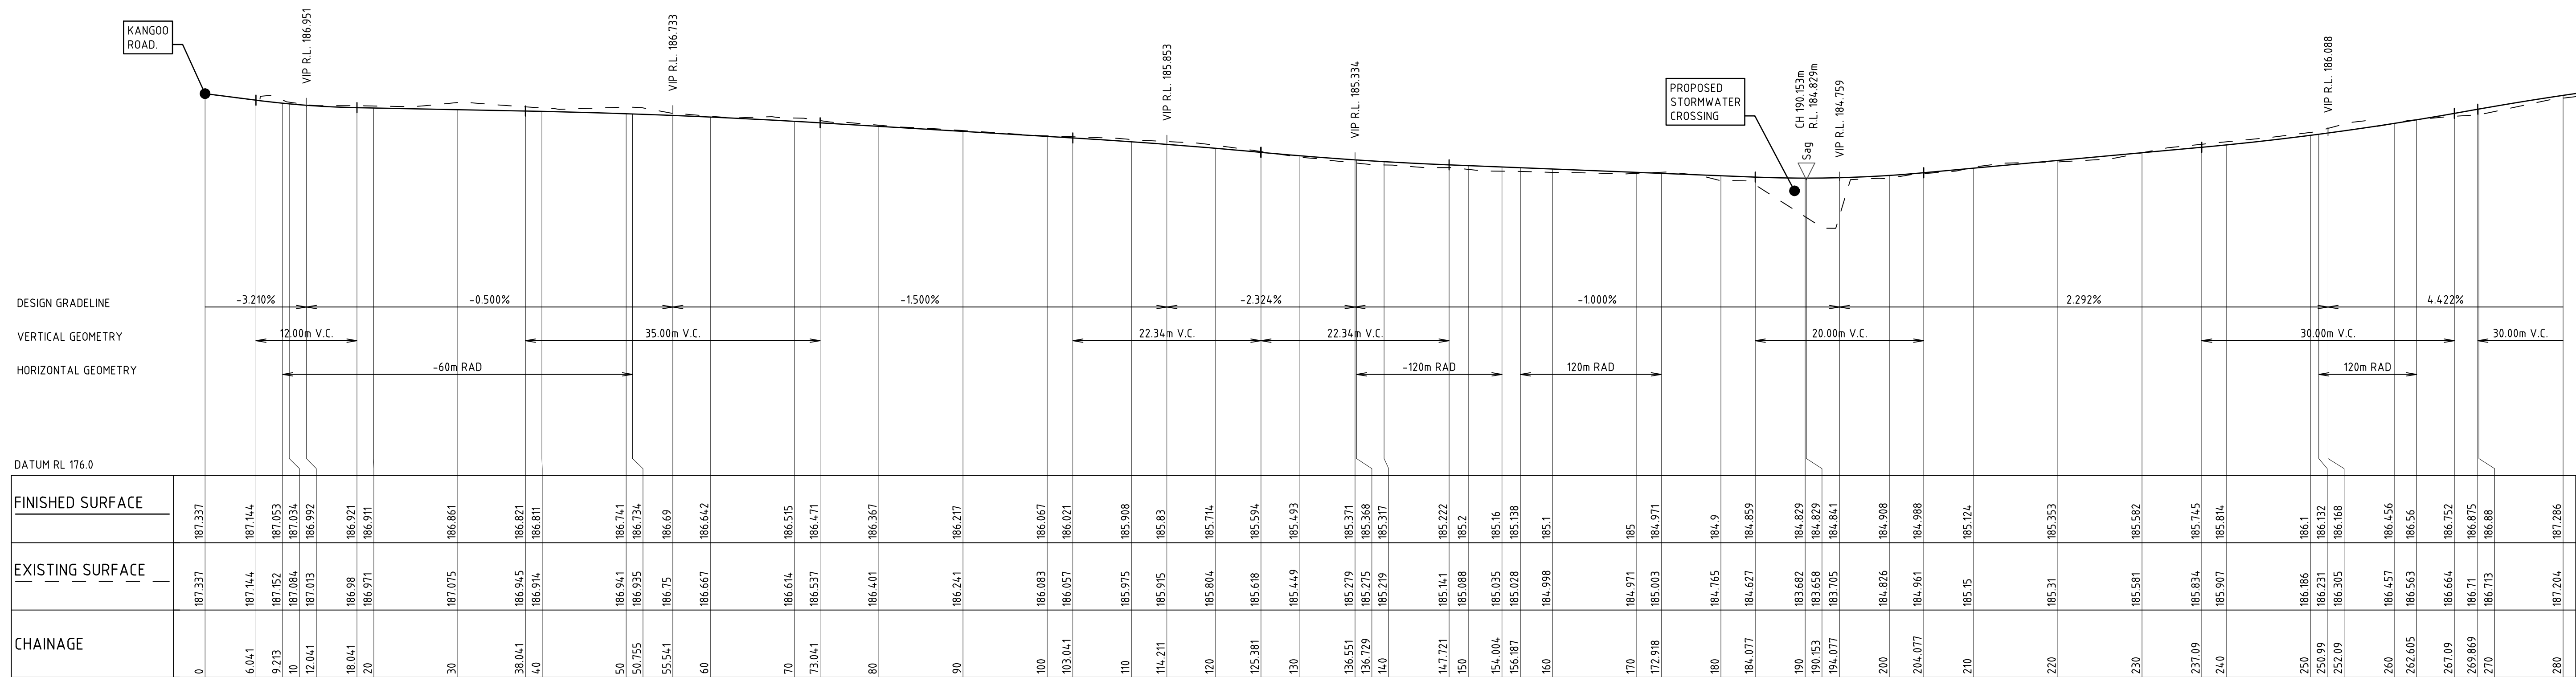 KANGOO
ROAD.
VIP R.L. 186.951
VIP R.L. 186.733
VIP R.L. 185.853
VIP R.L. 185.334
PROPOSED
STORMWATER
CROSSING
Sag
CH 190.153m
R.L. 184.829m
VIP R.L. 184.759
VIP R.L. 186.088
DESIGN GRADELINE -3.210% -0.500% -1.500% -2.324% -1.000% 2.292% 4.422%
VERTICAL GEOMETRY 12.00m V.C. 35.00m V.C. 22.34m V.C. 22.34m V.C. 20.00m V.C. 30.00m V.C. 30.00m V.C.
HORIZONTAL GEOMETRY -60m RAD -120m RAD 120m RAD 120m RAD
DATUM RL 176.0
FINISHED SURFACE 187.337 187.144 187.053 187.034 186.992 186.921 186.911 186.861 186.821 186.811 186.741 186.734 186.69 186.642 186.515 186.471 186.367 186.217 186.067 186.021 185.908 185.83 185.714 185.594 185.493 185.371 185.368 185.317 185.222 185.2 185.16 185.138 185.1 185 184.971 184.9 184.859 184.829 184.829 184.841 184.908 184.988 185.124 185.353 185.582 185.745 185.814 186.1 186.132 186.168 186.456 186.56 186.752 186.875 186.88 187.286
EXISTING SURFACE 187.337 187.144 187.152 187.084 187.013 186.98 186.971 187.075 186.945 186.914 186.941 186.935 186.75 186.667 186.614 186.537 186.401 186.241 186.083 186.057 185.975 185.915 185.804 185.618 185.449 185.279 185.275 185.219 185.141 185.088 185.035 185.028 184.998 184.971 185.003 184.765 184.627 183.682 183.658 183.705 184.826 184.961 185.15 185.31 185.581 185.834 185.907 186.186 186.231 186.305 186.457 186.563 186.664 186.71 186.713 187.204
CHAINAGE 0 6.041 9.213 10 12.041 18.041 20 30 38.041 40 50 50.755 55.541 60 70 73.041 80 90 100 103.041 110 114.211 120 125.381 130 136.551 136.729 140 147.721 150 154.004 156.187 160 170 172.918 180 184.077 190 190.153 194.077 200 204.077 210 220 230 237.09 240 250 250.99 252.09 260 262.605 267.09 269.869 270 280